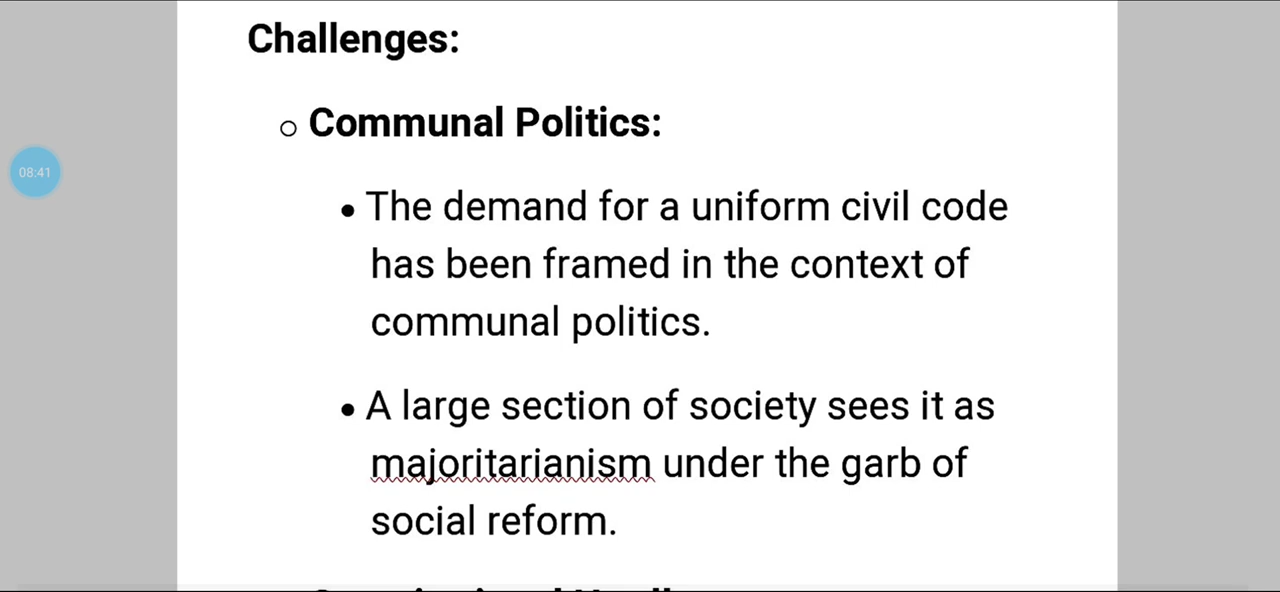 Challenges:
○ Communal Politics:
08:41
• The demand for a uniform civil code
has been framed in the context of
communal politics.
• A large section of society sees it as
majoritarianism under the garb of
social reform.